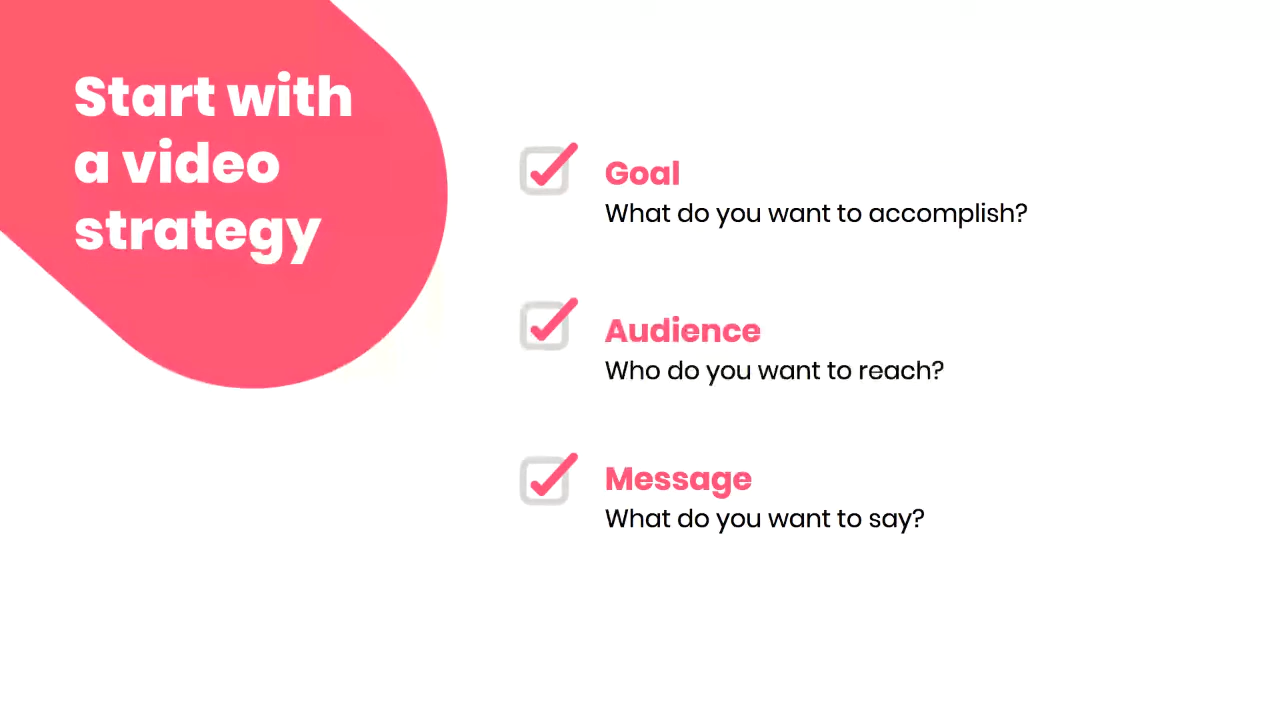 Start with
a video
strategy
Goal
What do you want to accomplish?
Audience
Who do you want to reach?
Message
What do you want to say?